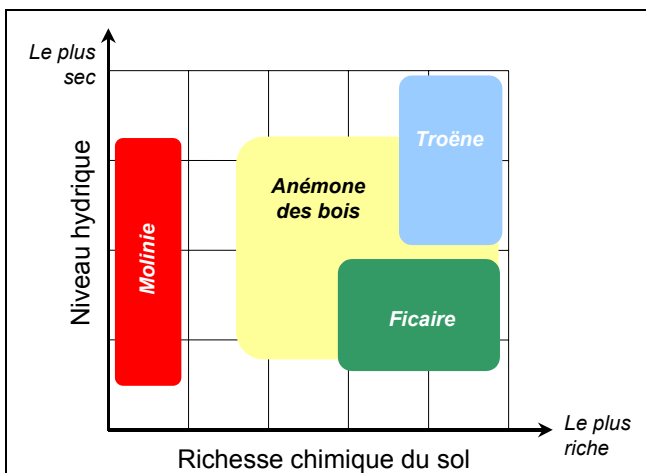 Le plus
sec
Niveau hydrique
Molinie
Anémone
des bois
Troëne
Ficaire
Le plus
riche
Richesse chimique du sol